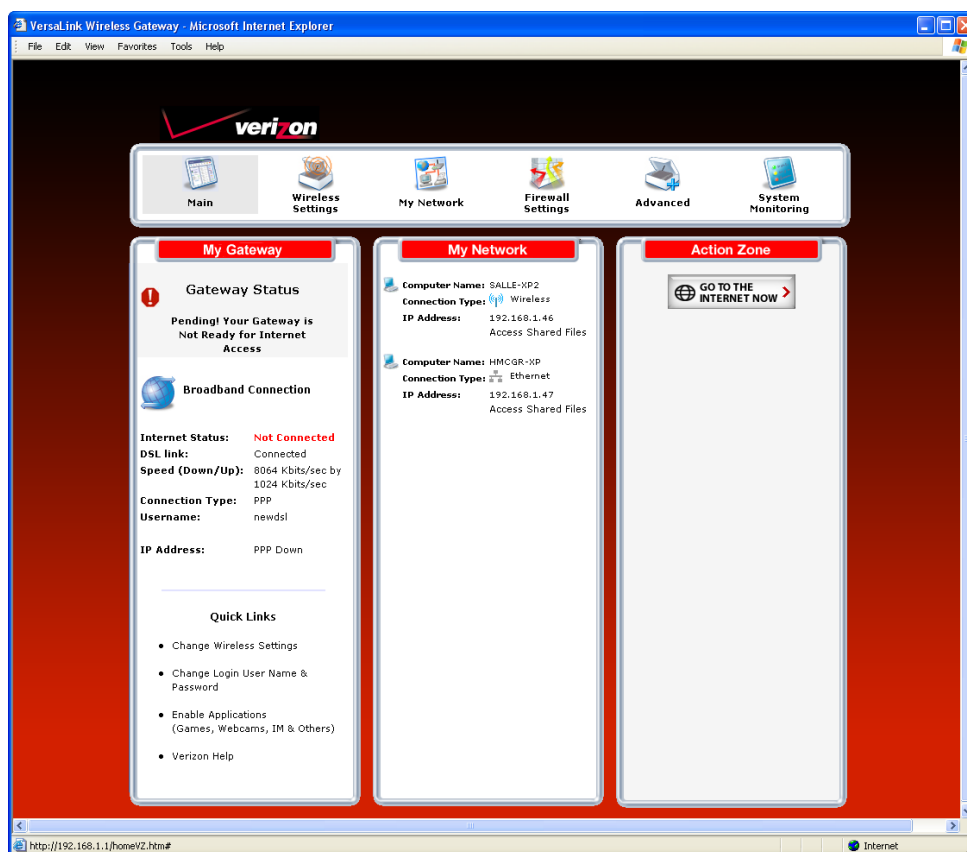 VersaLink Wireless Gateway - Microsoft Internet Explorer
File Edit View Favorites Tools Help
verizon
Main
Wireless
Settings
My Network
Firewall
Settings
Advanced
System
Monitoring
My Gateway
Gateway Status
Pending! Your Gateway is
Not Ready for Internet
Access
Broadband Connection
Internet Status: Not Connected
DSL link: Connected
Speed (Down/Up): 8064 Kbits/sec by
1024 Kbits/sec
Connection Type: PPP
Username: newdsl
IP Address: PPP Down
Quick Links
• Change Wireless Settings
• Change Login User Name &
Password
• Enable Applications
(Games, Webcams, IM & Others)
• Verizon Help
My Network
Computer Name: SALLE-XP2
Connection Type: Wireless
IP Address: 192.168.1.46
Access Shared Files
Computer Name: HMCGR-XP
Connection Type: Ethernet
IP Address: 192.168.1.47
Access Shared Files
Action Zone
GO TO THE
INTERNET NOW
http://192.168.1.1/homeVZ.htm#
Internet